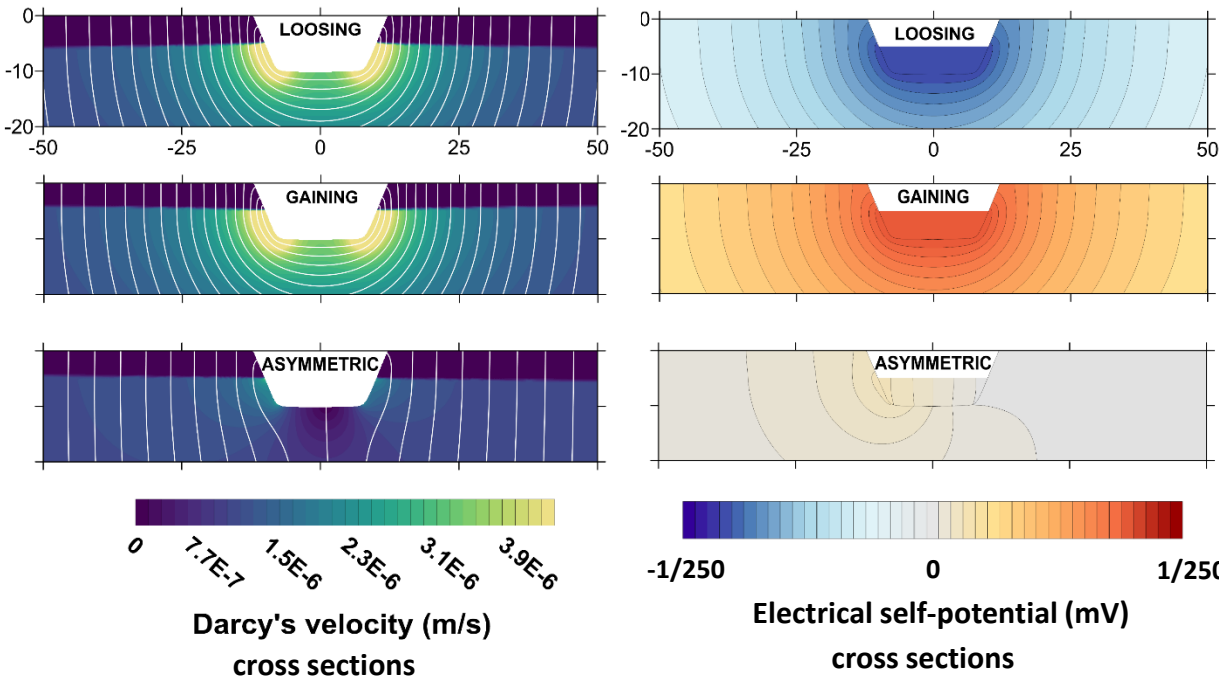 0
-10
-20
LOOSING
-50
-25
0
25
50
GAINING
ASYMMETRIC
0
7.7E-7
1.5E-6
2.3E-6
3.1E-6
3.9E-6
Darcy's velocity (m/s)
cross sections
0
-10
-20
LOOSING
-50
-25
0
25
50
GAINING
ASYMMETRIC
-1/250
0
1/250
Electrical self-potential (mV)
cross sections